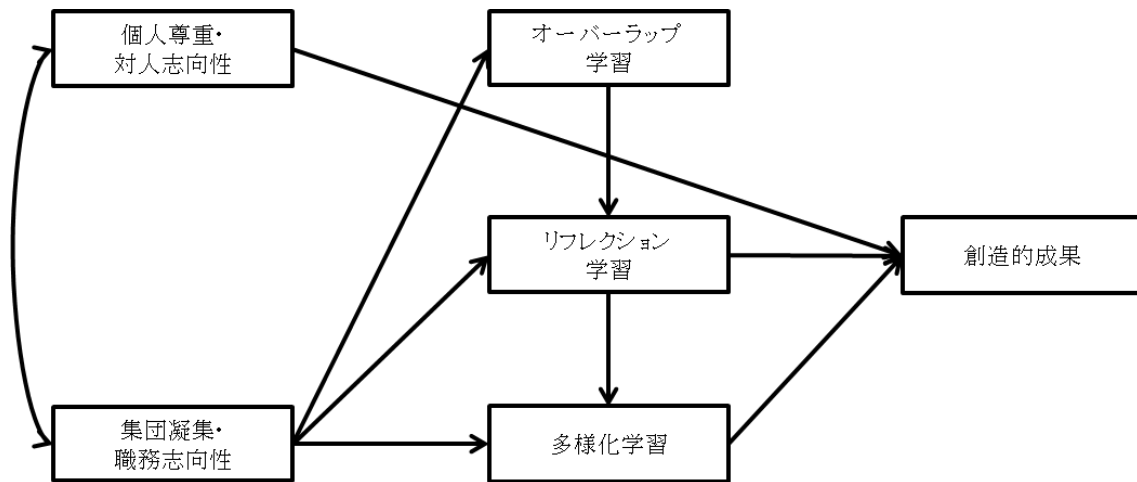 個人尊重・
対人志向性
オーバーラップ
学習
リフレクション
学習
創造的成果
集団凝集・
職務志向性
多様化学習